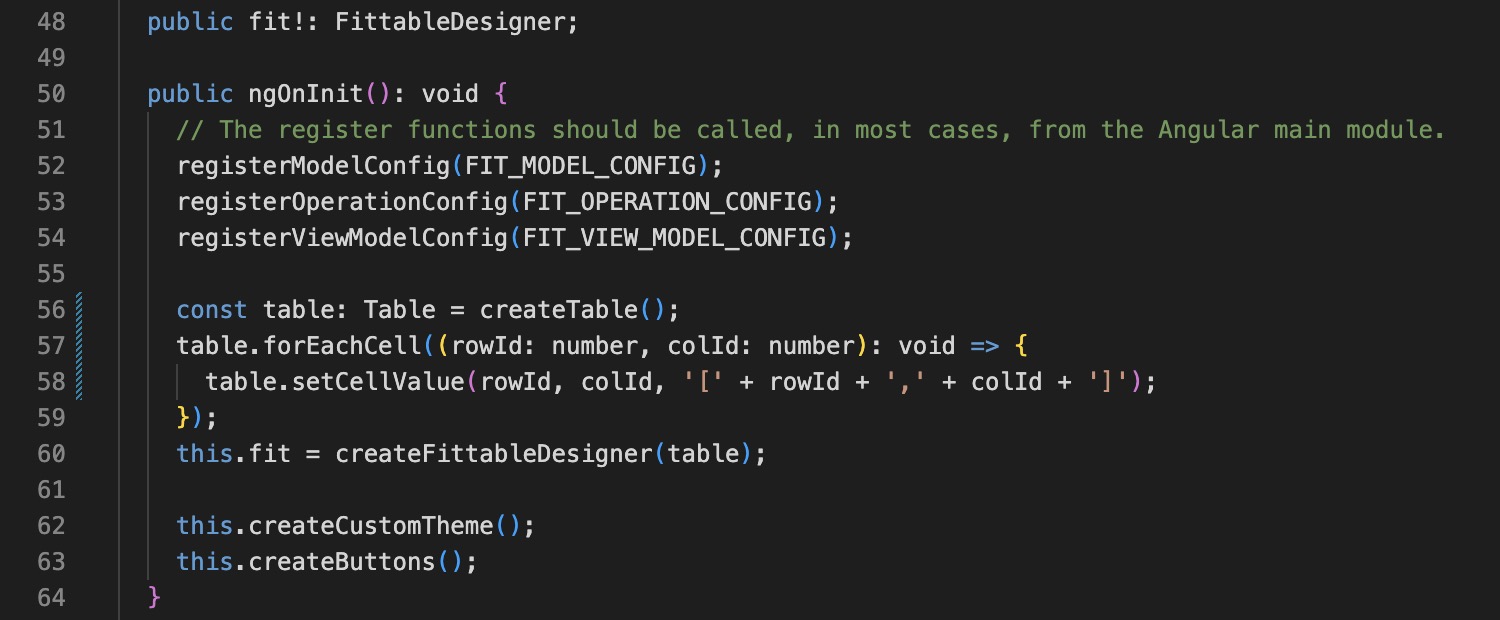 48 public fit!: FittableDesigner;
49
50 public ngOnInit(): void {
51 // The register functions should be called, in most cases, from the Angular main module.
52 registerModelConfig(FIT_MODEL_CONFIG);
53 registerOperationConfig(FIT_OPERATION_CONFIG);
54 registerViewModelConfig(FIT_VIEW_MODEL_CONFIG);
55
56 const table: Table = createTable();
57 table.forEachCell((rowId: number, colId: number): void => {
58 table.setCellValue(rowId, colId, '[' + rowId + ',' + colId + ']');
59 });
60 this.fit = createFittableDesigner(table);
61
62 this.createCustomTheme();
63 this.createButtons();
64 }